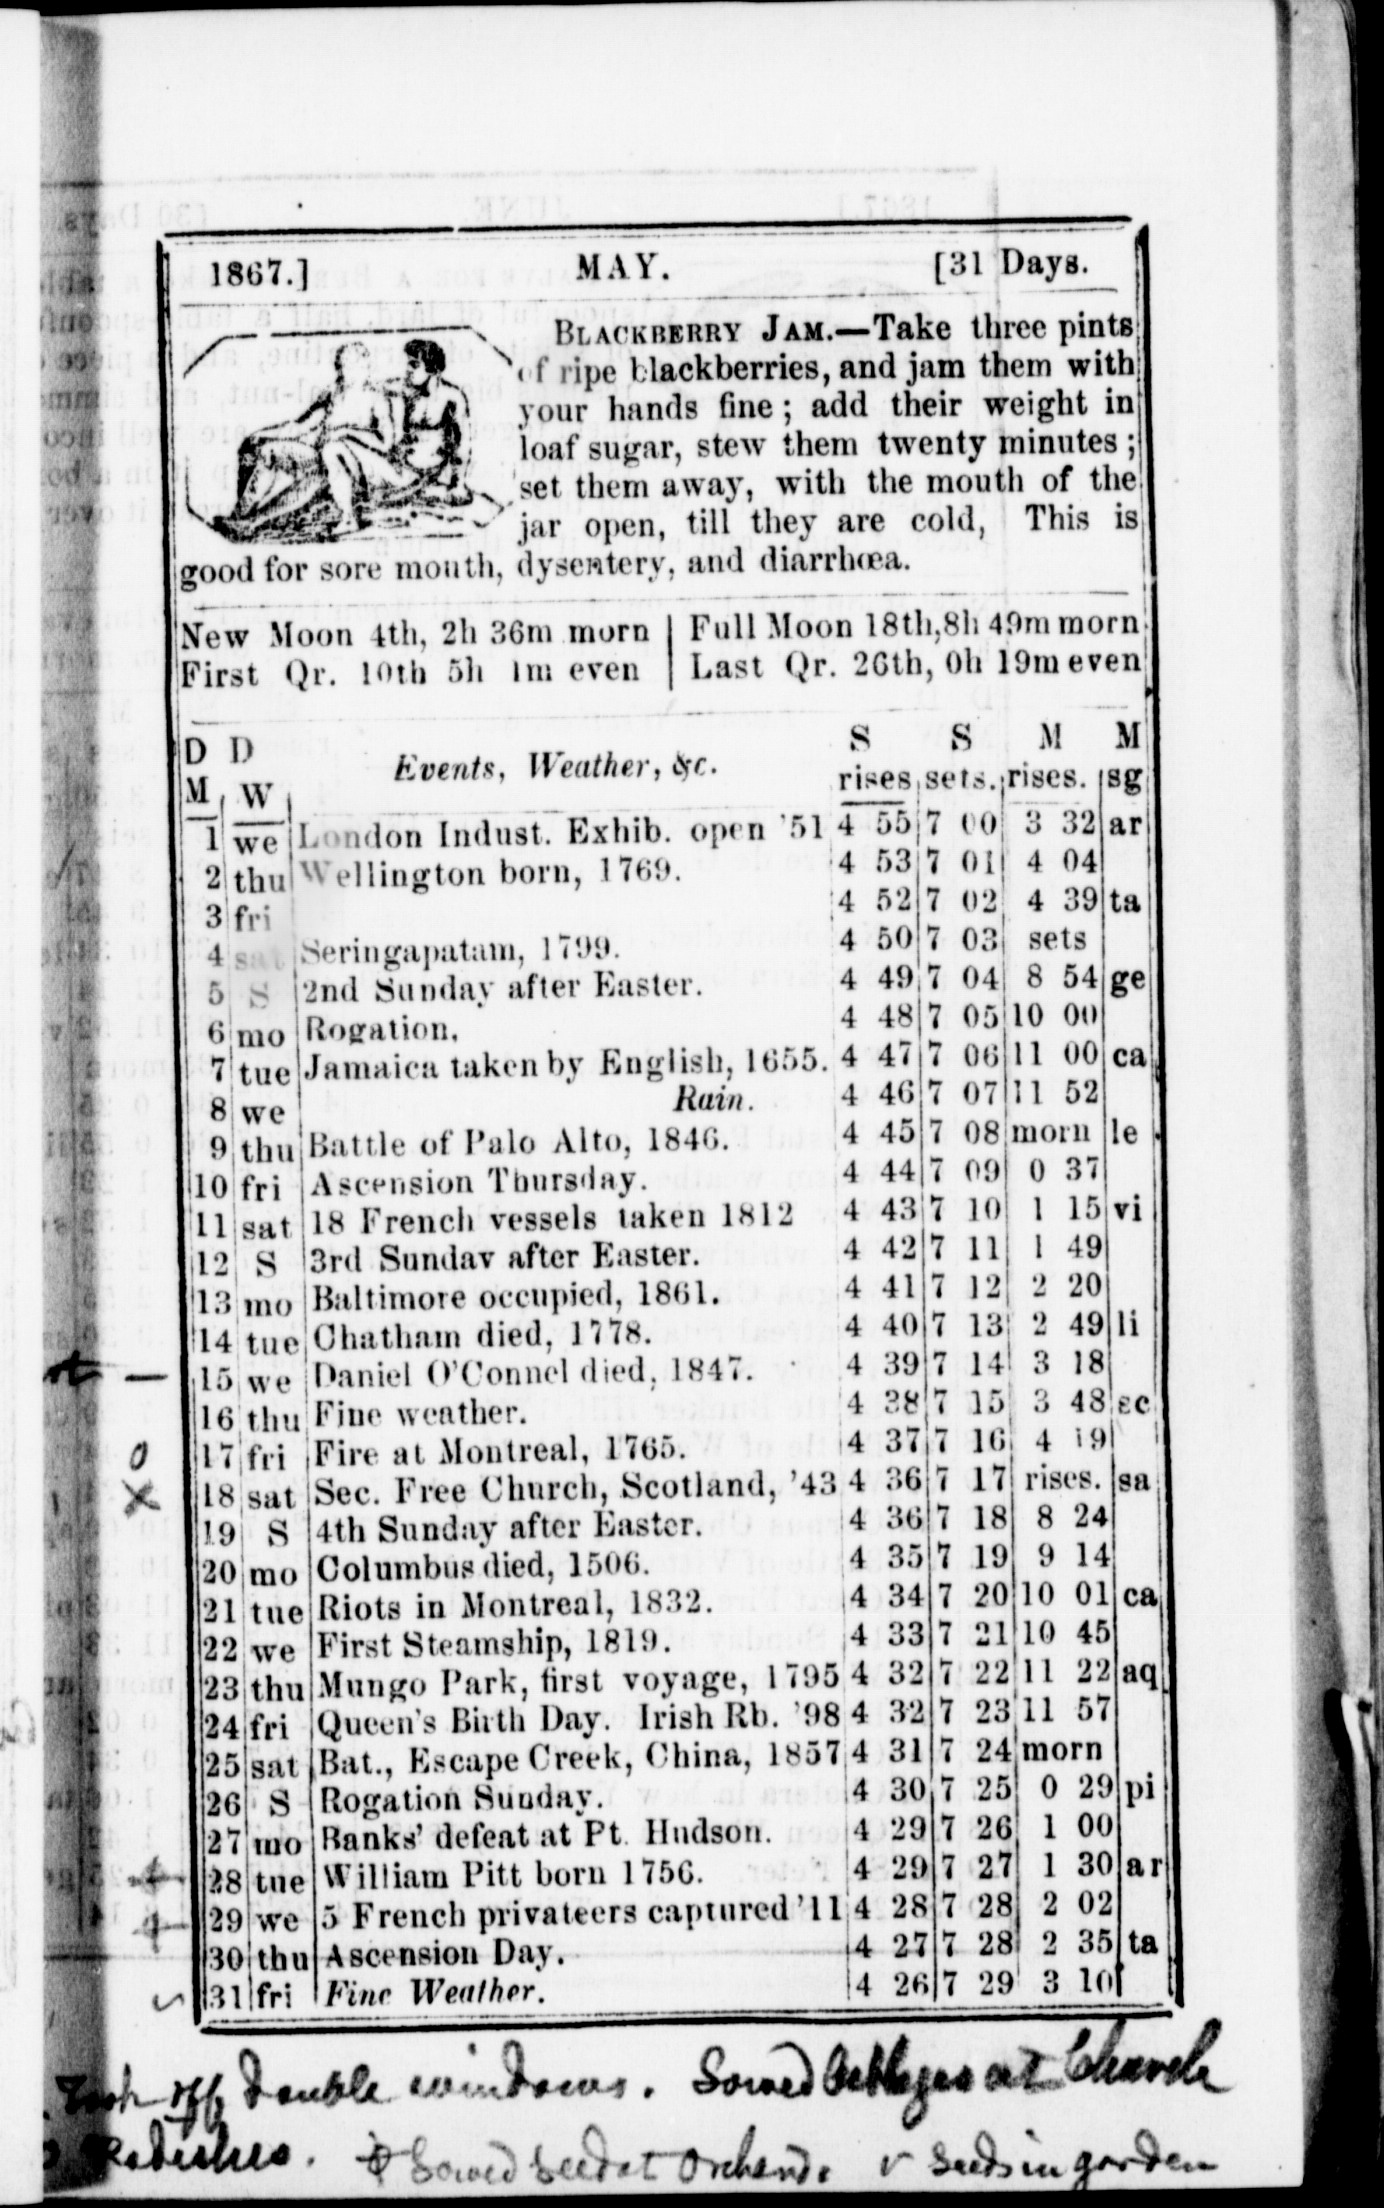 1867.] MAY. [31 Days.
BLACKBERRY JAM.—Take three pints
of ripe blackberries, and jam them with
your hands fine; add their weight in
loaf sugar, stew them twenty minutes;
set them away, with the mouth of the
jar open, till they are cold, This is
good for sore mouth, dysentery, and diarrhœa.
New Moon 4th, 2h 36m morn | Full Moon 18th, 8h 49m morn
First Qr. 10th 5h 1m even | Last Qr. 26th, 0h 19m even
D D Events, Weather, &c. S S M M
M W rises sets. rises. sg
1 we London Indust. Exhib. open '51 4 55 7 00 3 32 ar
2 thu Wellington born, 1769. 4 53 7 01 4 04
3 fri 4 52 7 02 4 39 ta
4 sat Seringapatam, 1799. 4 50 7 03 sets
5 S 2nd Sunday after Easter. 4 49 7 04 8 54 ge
6 mo Rogation. 4 48 7 05 10 00
7 tue Jamaica taken by English, 1655. 4 47 7 06 11 00 ca
8 we Rain. 4 46 7 07 11 52
9 thu Battle of Palo Alto, 1846. 4 45 7 08 morn le
10 fri Ascension Thursday. 4 44 7 09 0 37
11 sat 18 French vessels taken 1812 4 43 7 10 1 15 vi
12 S 3rd Sunday after Easter. 4 42 7 11 1 49
13 mo Baltimore occupied, 1861. 4 41 7 12 2 20
14 tue Chatham died, 1778. 4 40 7 13 2 49 li
15 we Daniel O'Connel died, 1847. 4 39 7 14 3 18
16 thu Fine weather. 4 38 7 15 3 48 sc
17 fri Fire at Montreal, 1765. 4 37 7 16 4 19
18 sat Sec. Free Church, Scotland, '43 4 36 7 17 rises. sa
19 S 4th Sunday after Easter. 4 36 7 18 8 24
20 mo Columbus died, 1506. 4 35 7 19 9 14
21 tue Riots in Montreal, 1832. 4 34 7 20 10 01 ca
22 we First Steamship, 1819. 4 33 7 21 10 45
23 thu Mungo Park, first voyage, 1795 4 32 7 22 11 22 aq
24 fri Queen's Birth Day. Irish Rb. '98 4 32 7 23 11 57
25 sat Bat., Escape Creek, China, 1857 4 31 7 24 morn
26 S Rogation Sunday. 4 30 7 25 0 29 pi
27 mo Banks' defeat at Pt. Hudson. 4 29 7 26 1 00
28 tue William Pitt born 1756. 4 29 7 27 1 30 ar
29 we 5 French privateers captured '11 4 28 7 28 2 02
30 thu Ascension Day. 4 27 7 28 2 35 ta
31 fri Fine Weather. 4 26 7 29 3 10
Took off double windows. Sowed at Church
Radishes. Sowed seed at Orchard. v seeds in garden